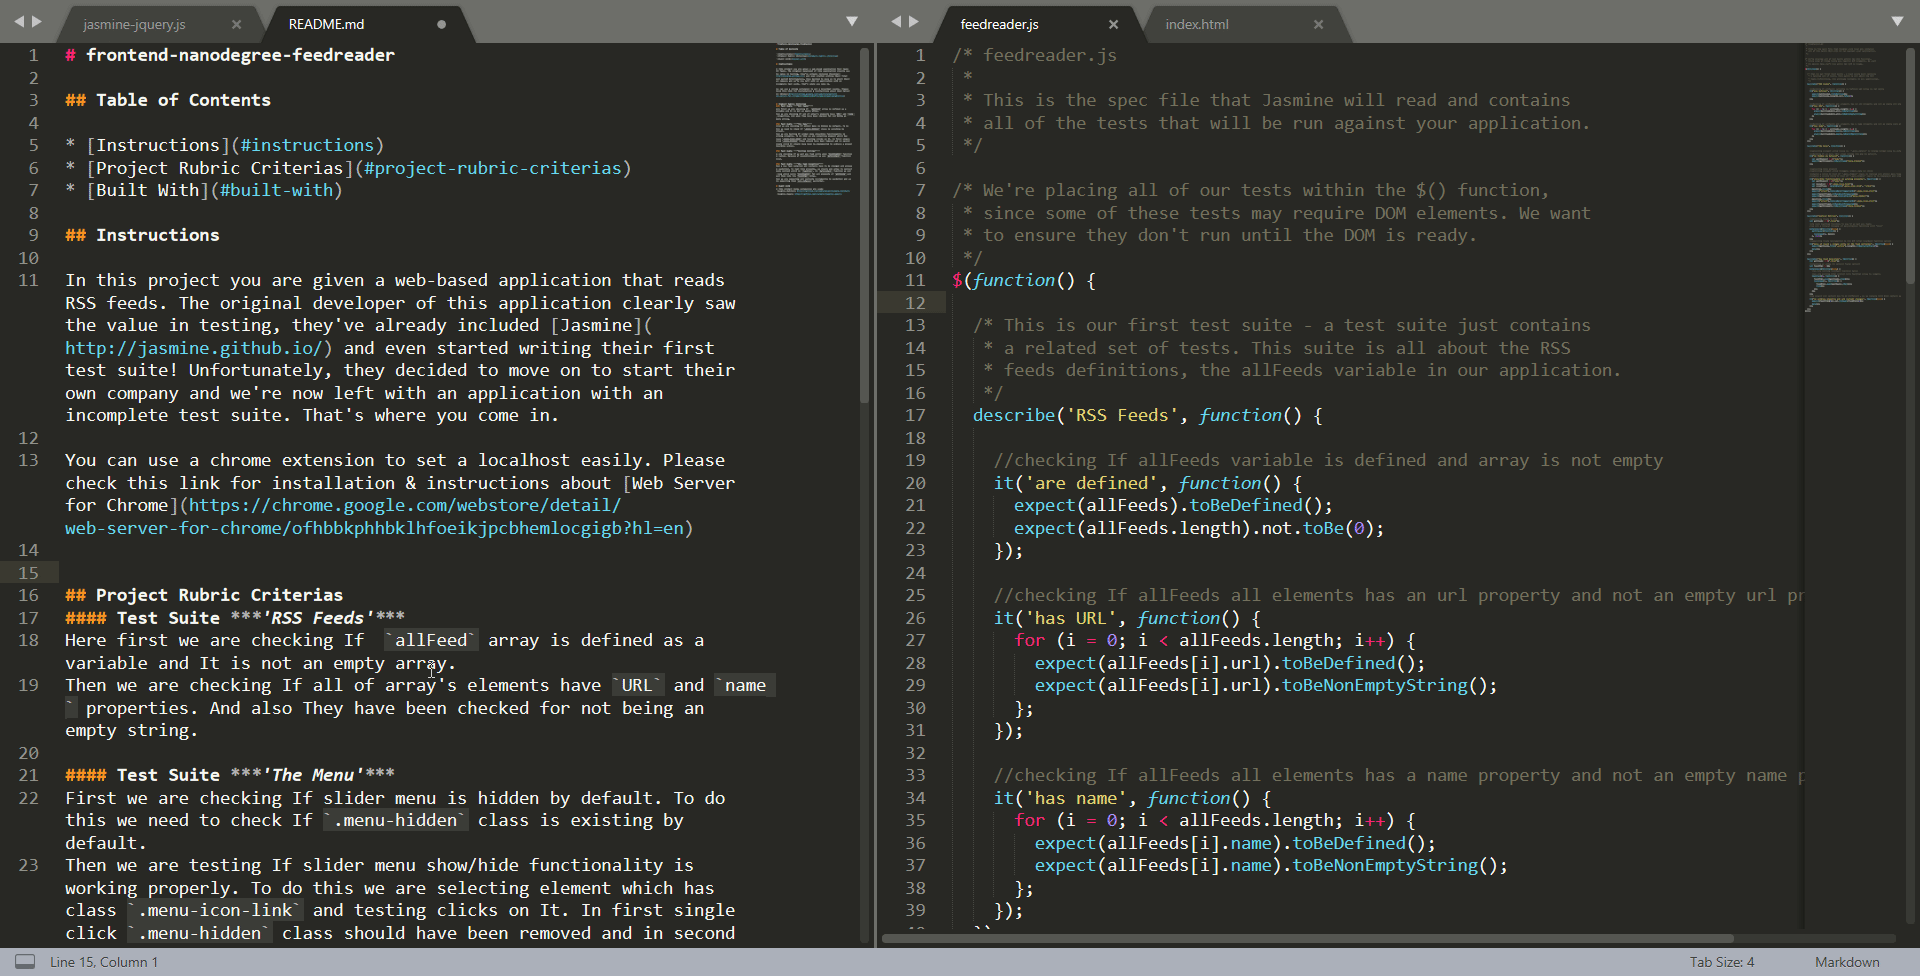 jasmine-jquery.js
README.md
1 # frontend-nanodegree-feedreader
2
3 ## Table of Contents
4
5 * [Instructions](#instructions)
6 * [Project Rubric Criterias](#project-rubric-criterias)
7 * [Built With](#built-with)
8
9 ## Instructions
10
11 In this project you are given a web-based application that reads
RSS feeds. The original developer of this application clearly saw
the value in testing, they've already included [Jasmine](
http://jasmine.github.io/) and even started writing their first
test suite! Unfortunately, they decided to move on to start their
own company and we're now left with an application with an
incomplete test suite. That's where you come in.
12
13 You can use a chrome extension to set a localhost easily. Please
check this link for installation & instructions about [Web Server
for Chrome](https://chrome.google.com/webstore/detail/
web-server-for-chrome/ofhbbkphhbklhfoeikjpcbhemlocgigb?hl=en)
14
15
16 ## Project Rubric Criterias
17 #### Test Suite ***'RSS Feeds'***
18 Here first we are checking If `allFeed` array is defined as a
variable and It is not an empty array.
19 Then we are checking If all of array's elements have `URL` and `name
` properties. And also They have been checked for not being an
empty string.
20
21 #### Test Suite ***'The Menu'***
22 First we are checking If slider menu is hidden by default. To do
this we need to check If `.menu-hidden` class is existing by
default.
23 Then we are testing If slider menu show/hide functionality is
working properly. To do this we are selecting element which has
class `.menu-icon-link` and testing clicks on It. In first single
click `.menu-hidden` class should have been removed and in second
feedreader.js
index.html
1 /* feedreader.js
2 *
3 * This is the spec file that Jasmine will read and contains
4 * all of the tests that will be run against your application.
5 */
6
7 /* We're placing all of our tests within the $() function,
8 * since some of these tests may require DOM elements. We want
9 * to ensure they don't run until the DOM is ready.
10 */
11 $(function() {
12
13 /* This is our first test suite - a test suite just contains
14 * a related set of tests. This suite is all about the RSS
15 * feeds definitions, the allFeeds variable in our application.
16 */
17 describe('RSS Feeds', function() {
18
19 //checking If allFeeds variable is defined and array is not empty
20 it('are defined', function() {
21 expect(allFeeds).toBeDefined();
22 expect(allFeeds.length).not.toBe(0);
23 });
24
25 //checking If allFeeds all elements has an url property and not an empty url pr
26 it('has URL', function() {
27 for (i = 0; i < allFeeds.length; i++) {
28 expect(allFeeds[i].url).toBeDefined();
29 expect(allFeeds[i].url).toBeNonEmptyString();
30 };
31 });
32
33 //checking If allFeeds all elements has a name property and not an empty name p
34 it('has name', function() {
35 for (i = 0; i < allFeeds.length; i++) {
36 expect(allFeeds[i].name).toBeDefined();
37 expect(allFeeds[i].name).toBeNonEmptyString();
38 };
39 });
Line 15, Column 1
Tab Size: 4
Markdown